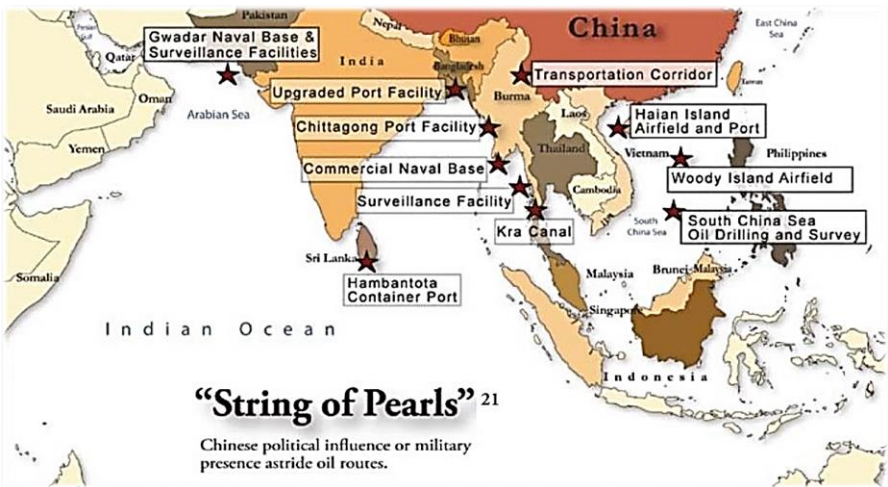 Pakistan
Nepal
China
East China
Sea
Gwadar Naval Base &
Surveillance Facilities
Persian
Gulf
Qatar
Bhutan
India
Bangladesh
Transportation Corridor
Taiwan
Upgraded Port Facility
Burma
Saudi Arabia
Oman
Arabian Sea
Laos
Haian Island
Airfield and Port
Chittagong Port Facility
Yemen
Thailand
Vietnam
Philippines
Commercial Naval Base
Woody Island Airfield
Cambodia
Surveillance Facility
South
China Sea
South China Sea
Oil Drilling and Survey
Kra Canal
Sri Lanka
Somalia
Hambantota
Container Port
Malaysia
Brunei
Malaysia
Singapore
Indian Ocean
Indonesia
“String of Pearls” 21
Chinese political influence or military
presence astride oil routes.